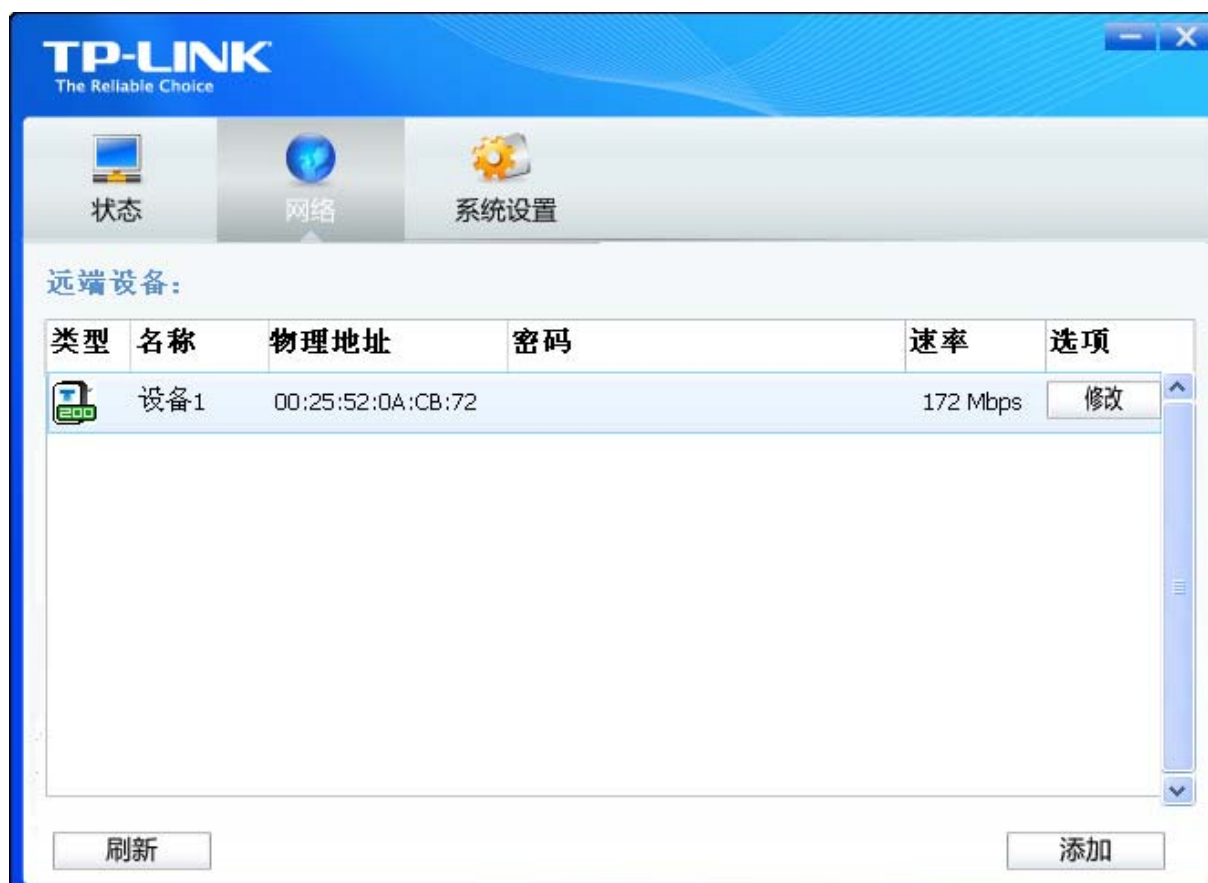 TP-LINK
The Reliable Choice
状态 网络 系统设置
远端设备:
类型 名称 物理地址 密码 速率 选项
T 200 设备1 00:25:52:0A:CB:72 172 Mbps 修改
刷新 添加